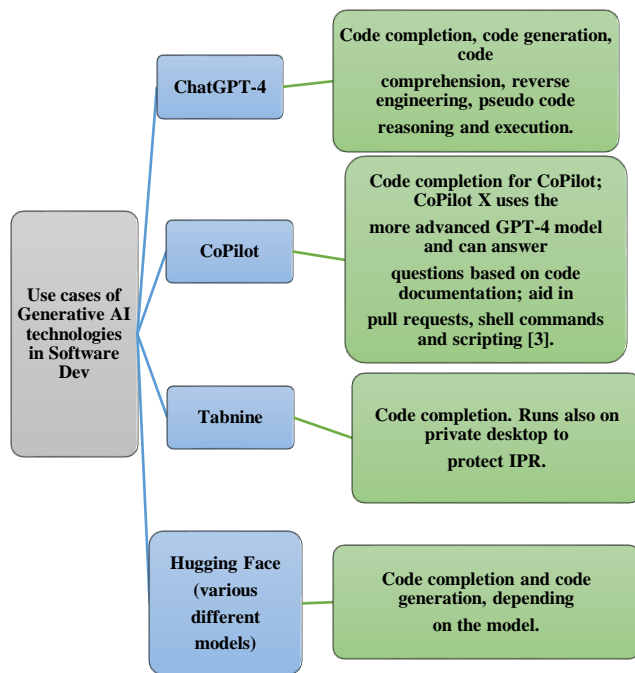 Use cases of
Generative AI
technologies
in Software
Dev
ChatGPT-4
Code completion, code generation,
code
comprehension, reverse
engineering, pseudo code
reasoning and execution.
CoPilot
Code completion for CoPilot;
CoPilot X uses the
more advanced GPT-4 model
and can answer
questions based on code
documentation; aid in
pull requests, shell commands
and scripting [3].
Tabnine
Code completion. Runs also on
private desktop to
protect IPR.
Hugging Face
(various
different
models)
Code completion and code
generation, depending
on the model.